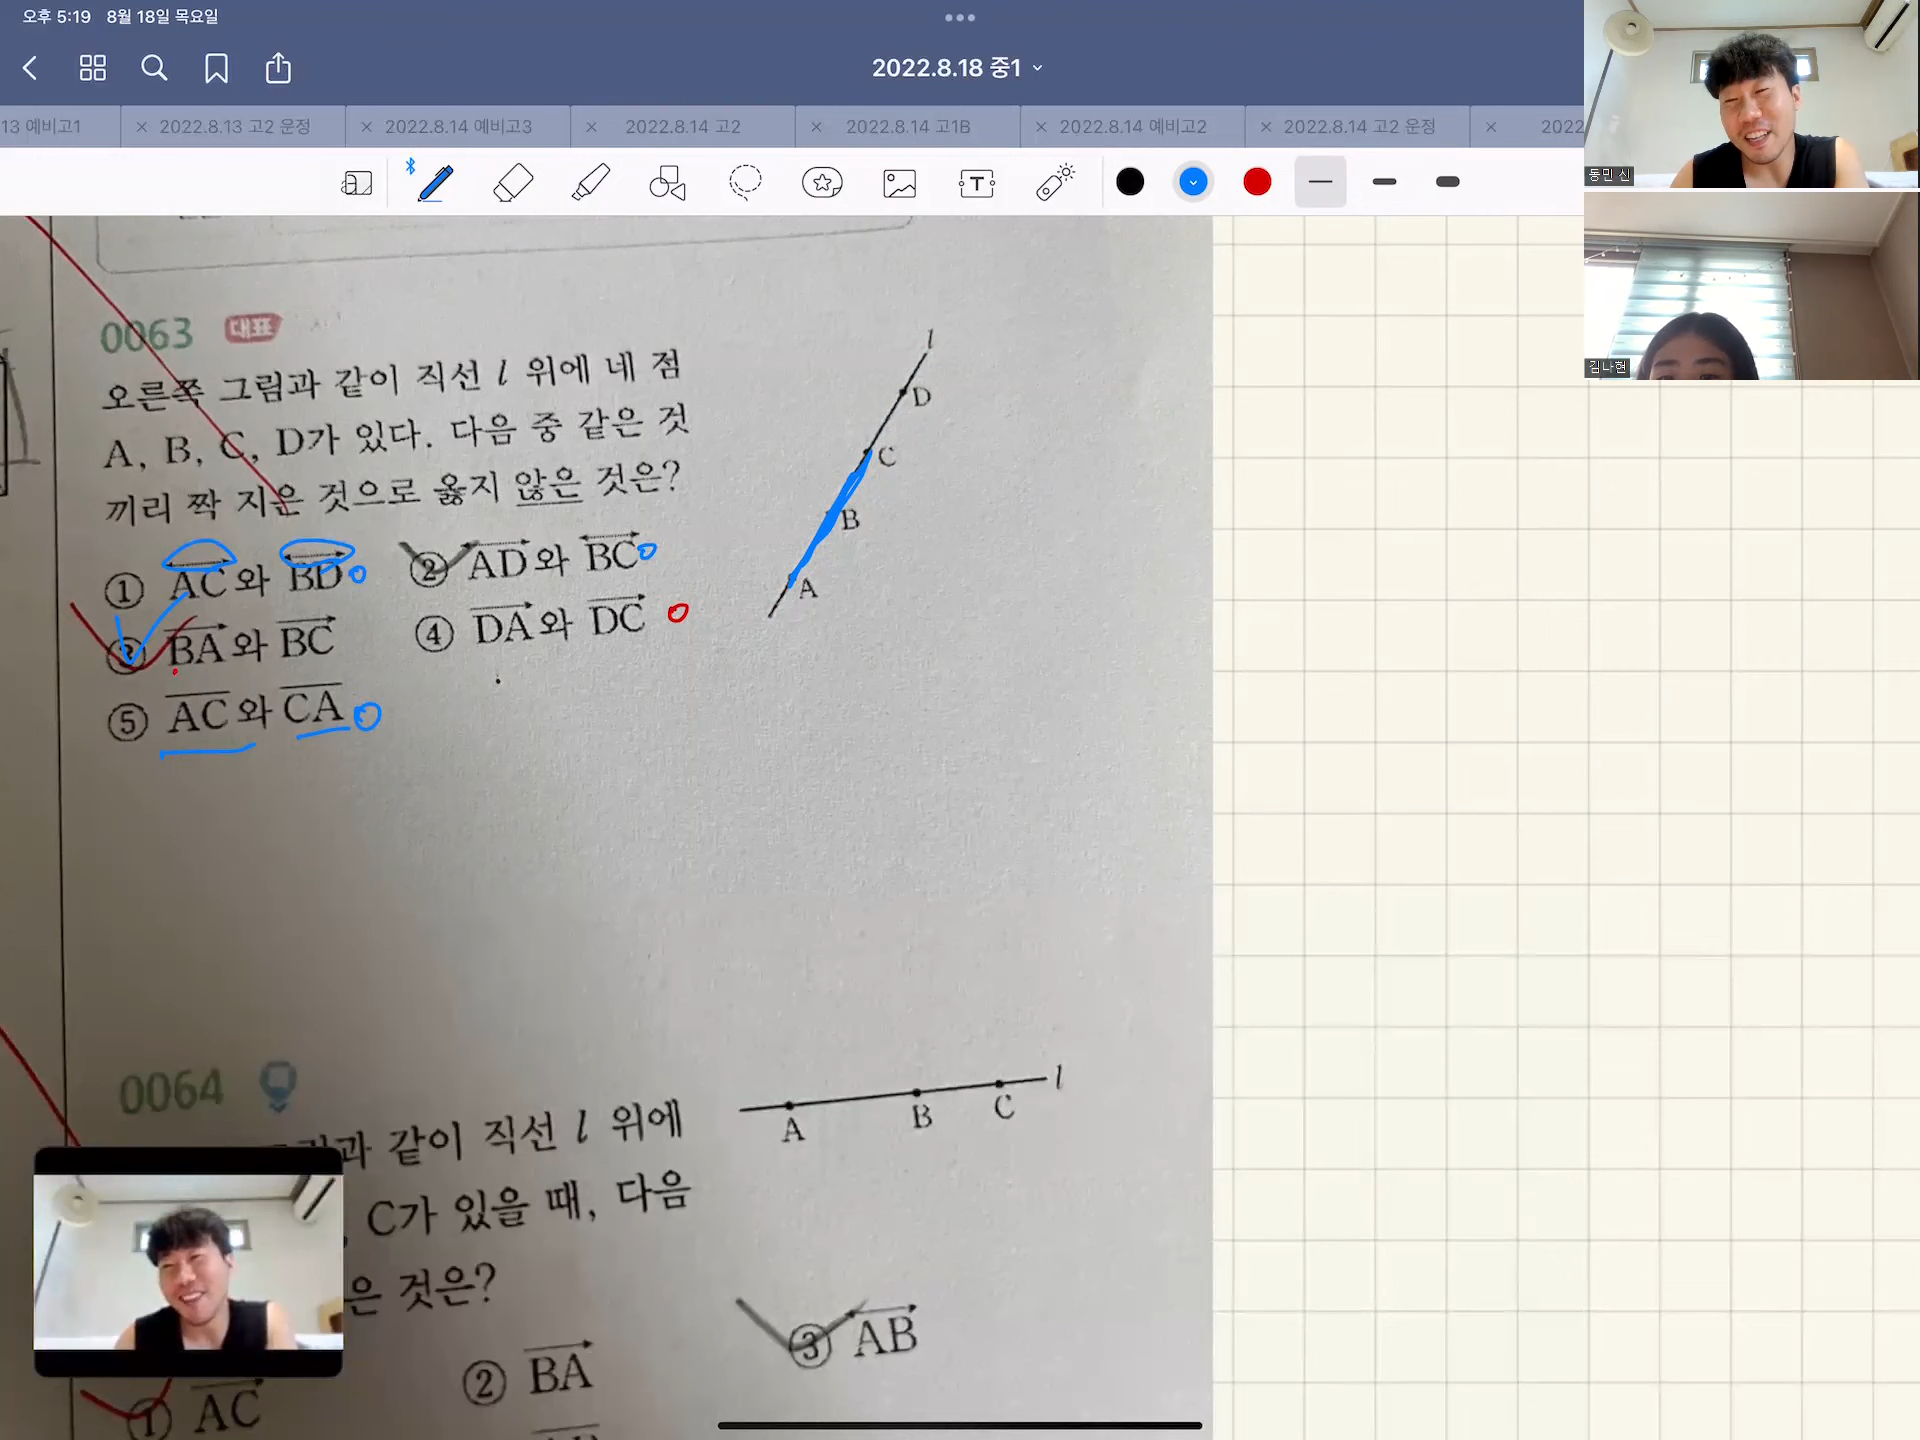 오후 5:19 8월 18일 목요일
2022.8.18 중1
13 예비고1
2022.8.13 고2 운정
2022.8.14 예비고3
2022.8.14 고2
2022.8.14 고1B
2022.8.14 예비고2
2022.8.14 고2 운정
2022
동민 신
김나현
0063 대표
오른쪽 그림과 같이 직선 l 위에 네 점
A, B, C, D가 있다. 다음 중 같은 것
끼리 짝 지은 것으로 옳지 않은 것은?
① AC와 BD ② AD와 BC
③ BA와 BC ④ DA와 DC
⑤ AC와 CA
l
D
C
B
A
0064
과 같이 직선 l 위에
, C가 있을 때, 다음
은 것은?
A B C l
① AC ② BA ③ AB